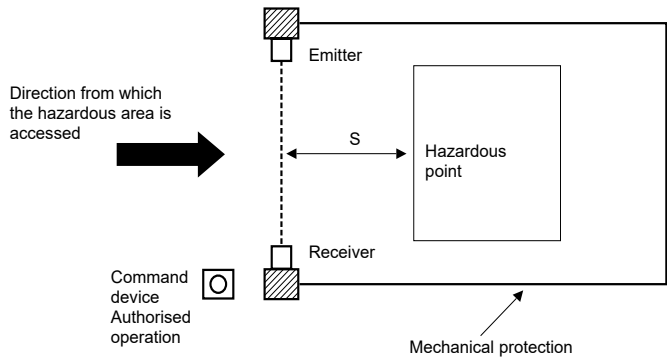 Emitter
Direction from which
the hazardous area is
accessed
S
Hazardous
point
Receiver
Command
device
Authorised
operation
Mechanical protection